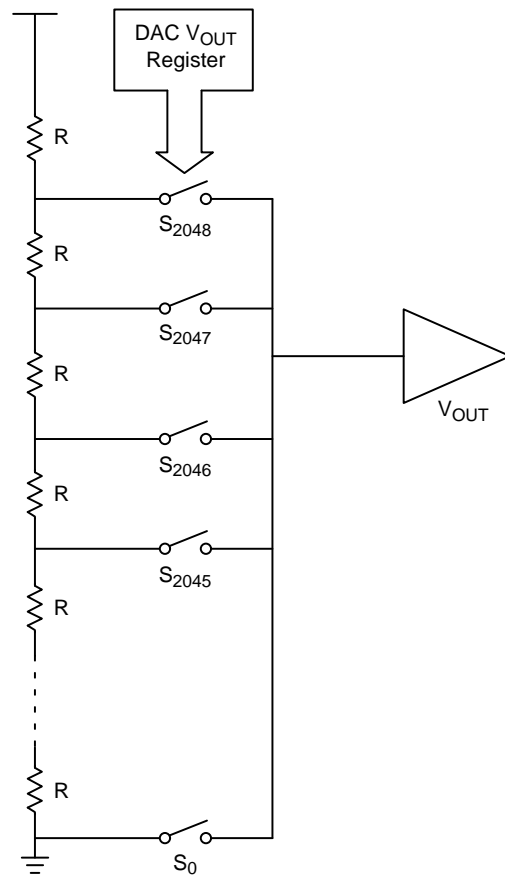 DAC VOUT
Register
R
S2048
R
S2047
R
VOUT
S2046
R
S2045
R
R
S0